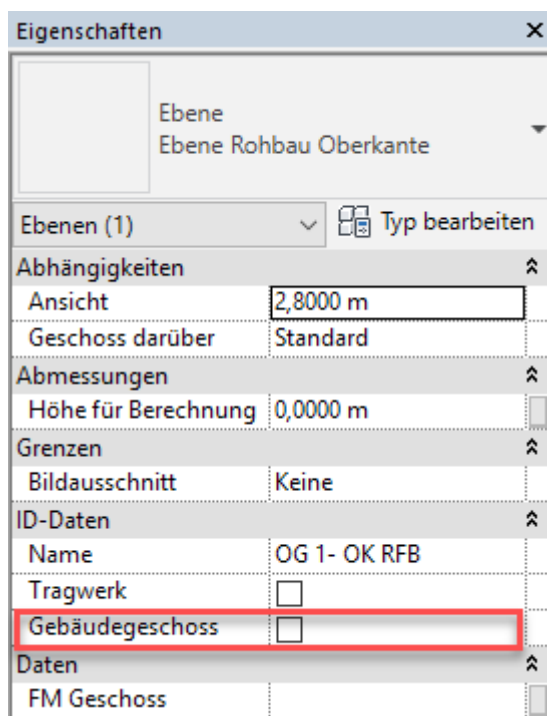 Eigenschaften
Ebene
Ebene Rohbau Oberkante
Ebenen (1) Typ bearbeiten
Abhängigkeiten
Ansicht 2,8000 m
Geschoss darüber Standard
Abmessungen
Höhe für Berechnung 0,0000 m
Grenzen
Bildausschnitt Keine
ID-Daten
Name OG 1- OK RFB
Tragwerk
Gebäudegeschoss
Daten
FM Geschoss